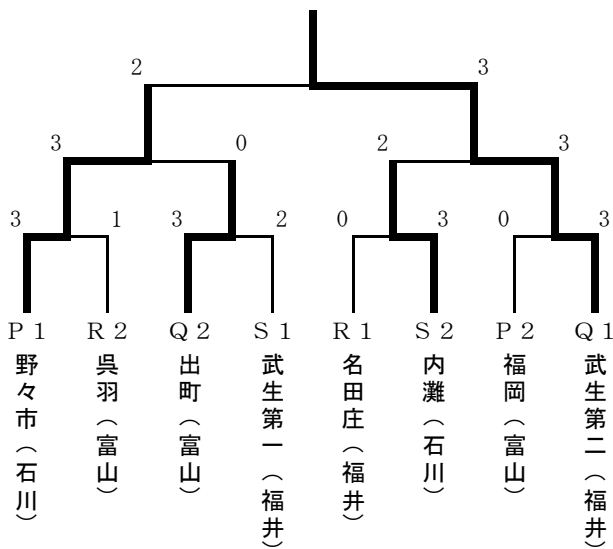 2 3
3 0 2 3
3 1 3 2 0 3 0 3
P1 R2 Q2 S1 R1 S2 P2 Q1
野々市（石川）
呉羽（富山）
出町（富山）
武生第一（福井）
名田庄（福井）
内灘（石川）
福岡（富山）
武生第二（福井）